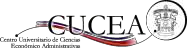 CUCEA
Centro Universitario de Ciencias
Económico Administrativas